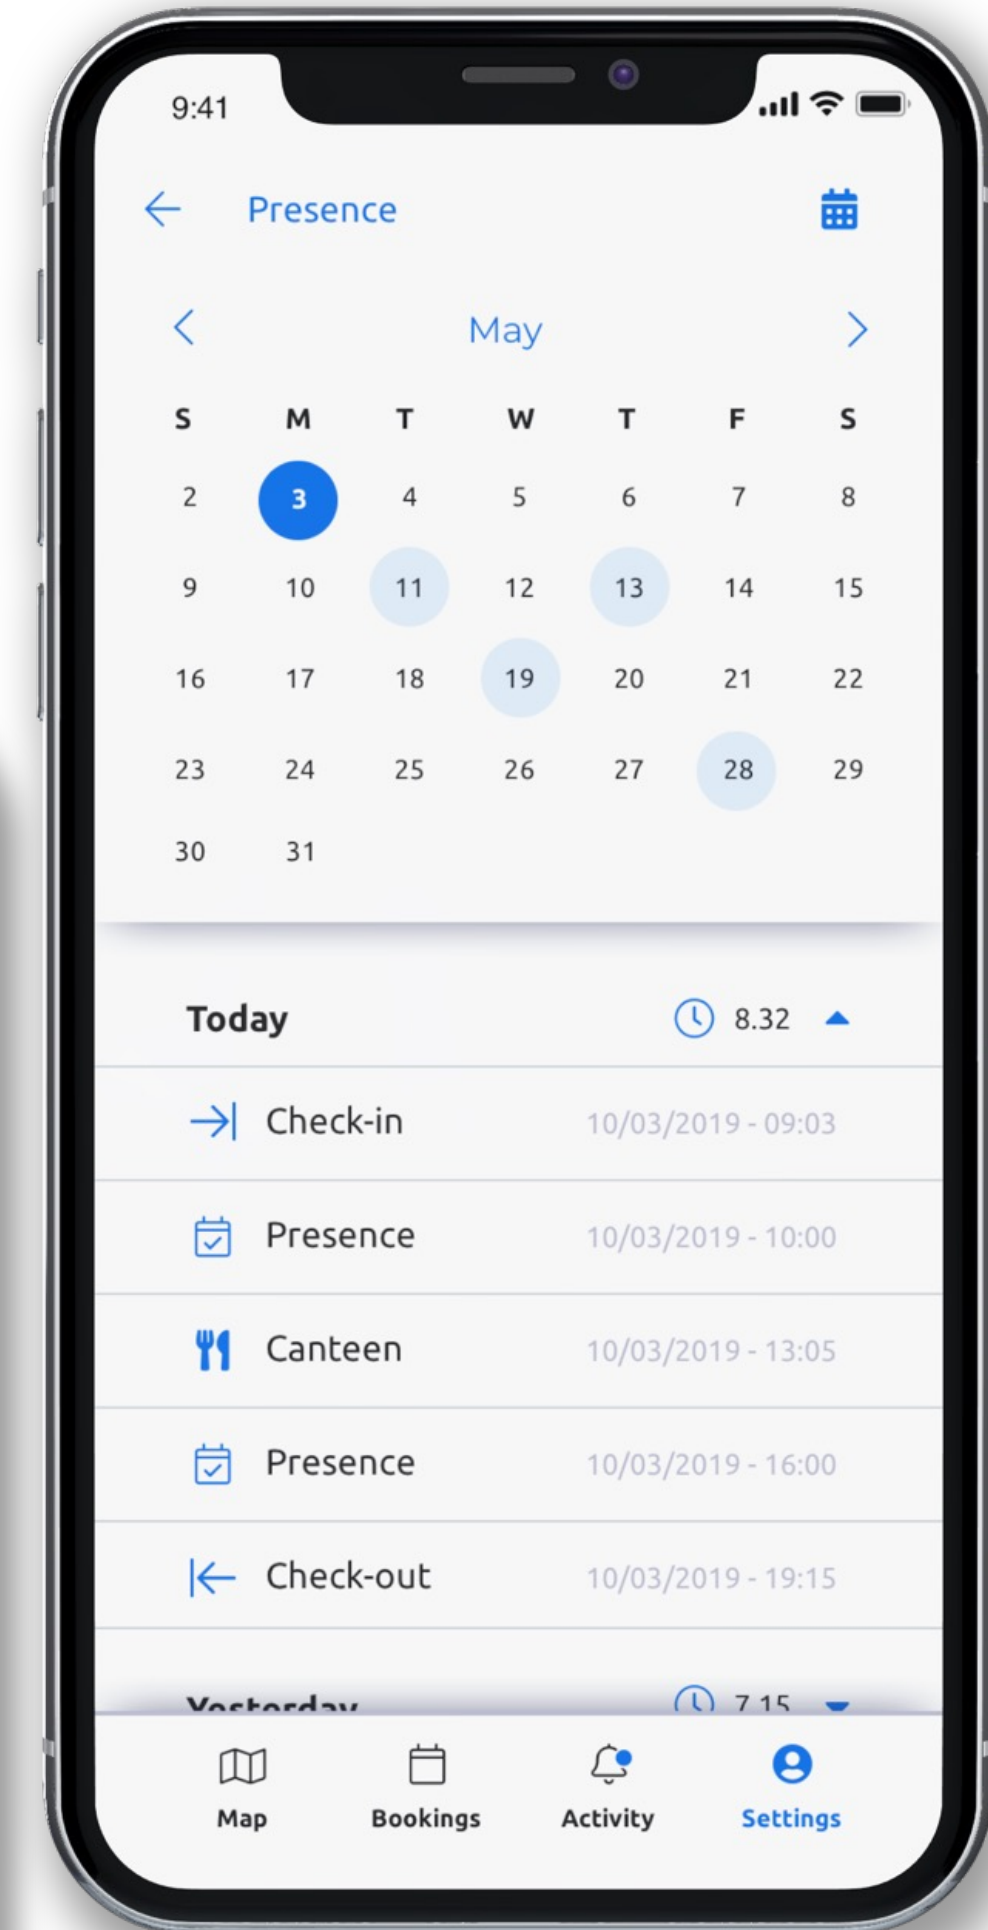 9:41
Presence
May
S M T W T F S
2 3 4 5 6 7 8
9 10 11 12 13 14 15
16 17 18 19 20 21 22
23 24 25 26 27 28 29
30 31
Today 8.32
Check-in 10/03/2019 - 09:03
Presence 10/03/2019 - 10:00
Canteen 10/03/2019 - 13:05
Presence 10/03/2019 - 16:00
Check-out 10/03/2019 - 19:15
Yesterday 7.15
Map Bookings Activity Settings